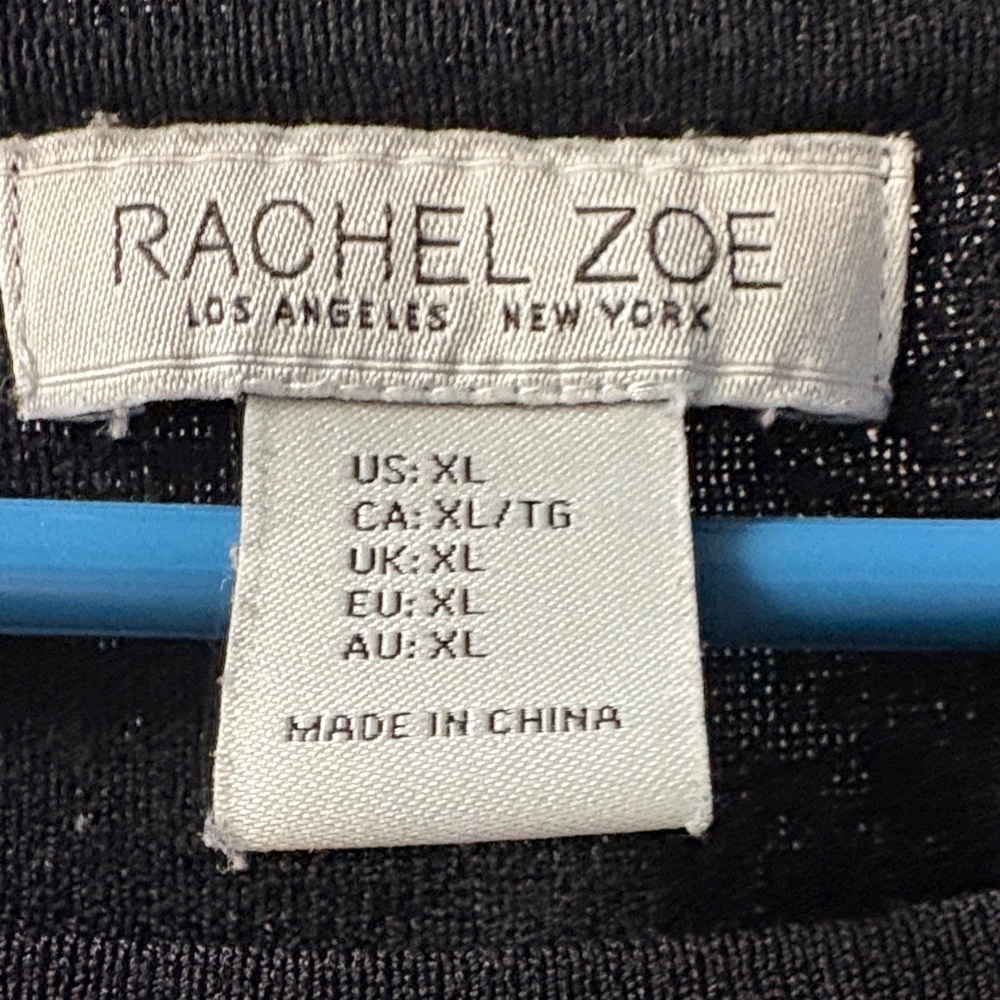 RACHEL ZOE
LOS ANGELES NEW YORK
US: XL
CA: XL/TG
UK: XL
EU: XL
AU: XL
MADE IN CHINA